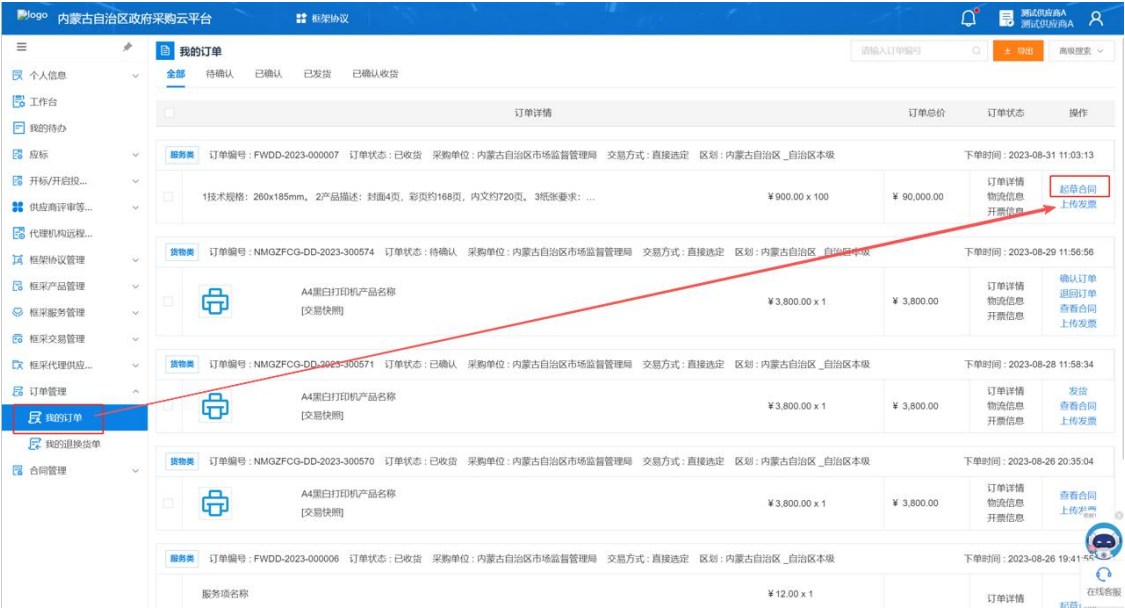 logo 内蒙古自治区政府采购云平台 框架协议 测试供应商A
测试供应商A
我的订单 请输入订单编号 导出 高级搜索
个人信息
全部 待确认 已确认 已发货 已确认收货
工作台
我的待办
订单详情 订单总价 订单状态 操作
应标
服务类 订单编号：FWDD-2023-000007 订单状态：已收货 采购单位：内蒙古自治区市场监督管理局 交易方式：直接选定 区划：内蒙古自治区_自治区本级 下单时间：2023-08-31 11:03:13
开标/开启投...
供应商评审等...
1技术规格：260x185mm。 2产品描述：封面4页，彩页约168页，内文约720页。 3纸张要求： ... ¥900.00 x 100 ¥ 90,000.00
订单详情
物流信息
开票信息
起草合同
上传发票
代理机构远程...
货物类 订单编号：NMGZFCG-DD-2023-300574 订单状态：待确认 采购单位：内蒙古自治区市场监督管理局 交易方式：直接选定 区划：内蒙古自治区_自治区本级 下单时间：2023-08-29 11:56:56
框架协议管理
框采产品管理
框采服务管理
A4黑白打印机产品名称
[交易快照]
¥3,800.00 x 1 ¥ 3,800.00
订单详情
物流信息
开票信息
确认订单
退回订单
查看合同
上传发票
框采交易管理
框采代理供应...
货物类 订单编号：NMGZFCG-DD-2023-300571 订单状态：已确认 采购单位：内蒙古自治区市场监督管理局 交易方式：直接选定 区划：内蒙古自治区_自治区本级 下单时间：2023-08-28 11:58:34
订单管理
我的订单
A4黑白打印机产品名称
[交易快照]
¥3,800.00 x 1 ¥ 3,800.00
订单详情
物流信息
开票信息
发货
查看合同
上传发票
我的退换货单
货物类 订单编号：NMGZFCG-DD-2023-300570 订单状态：已收货 采购单位：内蒙古自治区市场监督管理局 交易方式：直接选定 区划：内蒙古自治区_自治区本级 下单时间：2023-08-26 20:35:04
合同管理
A4黑白打印机产品名称
[交易快照]
¥3,800.00 x 1 ¥ 3,800.00
订单详情
物流信息
开票信息
查看合同
上传发票
服务类 订单编号：FWDD-2023-000006 订单状态：已收货 采购单位：内蒙古自治区市场监督管理局 交易方式：直接选定 区划：内蒙古自治区_自治区本级 下单时间：2023-08-26 19:41:55
在线客服
服务项名称 ¥12.00 x 1 订单详情